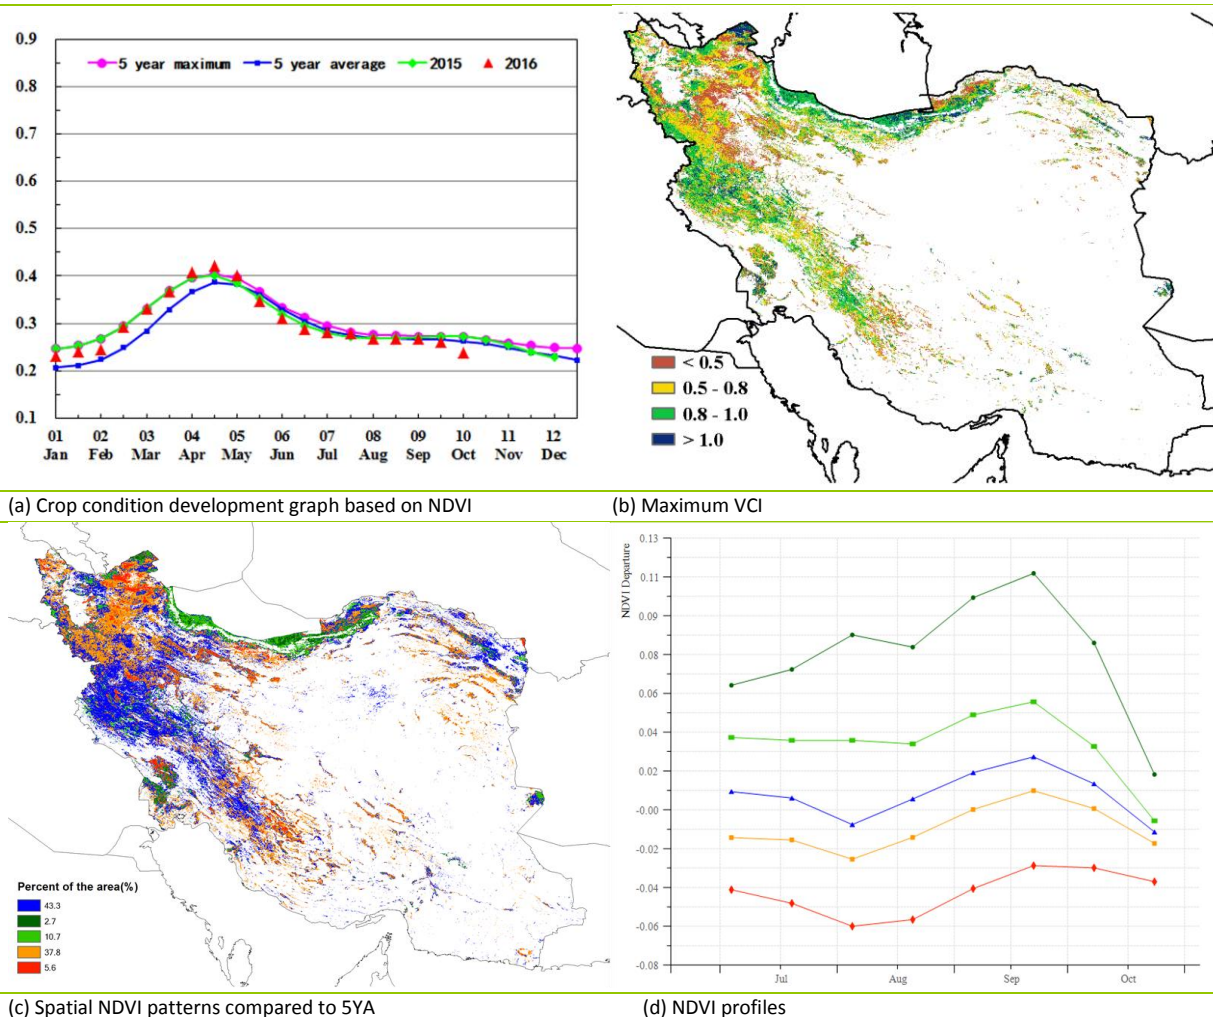 0.9
5 year maximum 5 year average 2015 2016
0.8
0.7
0.6
0.5
0.4
0.3
0.2
0.1
01 02 03 04 05 06 07 08 09 10 11 12
Jan Feb Mar Apr May Jun Jul Aug Sep Oct Nov Dec
< 0.5
0.5 - 0.8
0.8 - 1.0
> 1.0
(a) Crop condition development graph based on NDVI
(b) Maximum VCI
Percent of the area(%)
43.3
2.7
10.7
37.8
5.6
NDVI Departure
0.13
0.11
0.09
0.08
0.06
0.04
0.02
-0.00
-0.02
-0.04
-0.06
-0.08
Jul Aug Sep Oct
(c) Spatial NDVI patterns compared to 5YA
(d) NDVI profiles